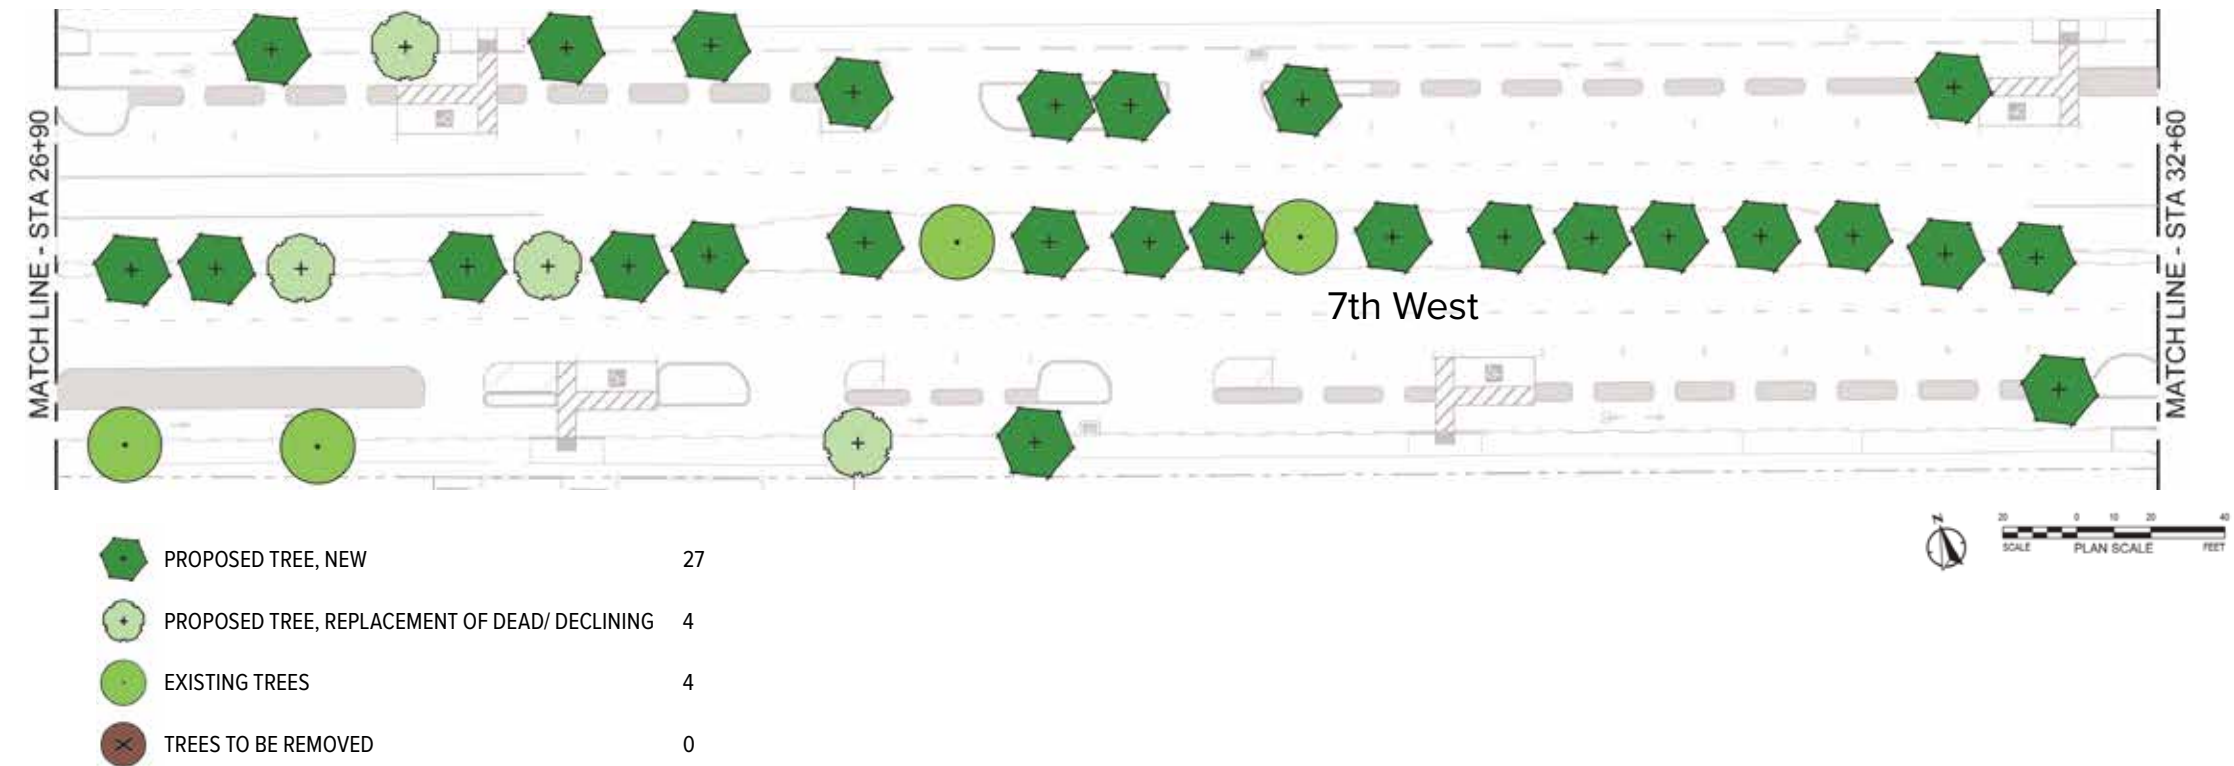 MATCH LINE - STA 26+90
MATCH LINE - STA 32+60
7th West
PROPOSED TREE, NEW 27
PROPOSED TREE, REPLACEMENT OF DEAD/ DECLINING 4
EXISTING TREES 4
TREES TO BE REMOVED 0
N
20 0 10 20 40
SCALE PLAN SCALE FEET